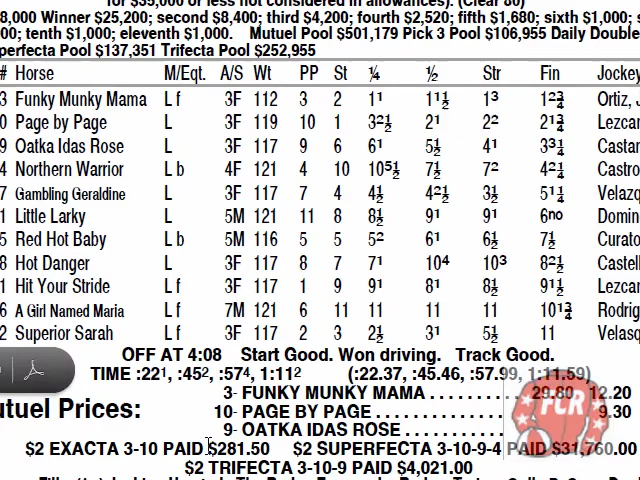 for $35,000 or less not considered in allowances). (Clear 80)
8,000 Winner $25,200; second $8,400; third $4,200; fourth $2,520; fifth $1,680; sixth $1,000; s
00; tenth $1,000; eleventh $1,000. Mutuel Pool $501,179 Pick 3 Pool $106,955 Daily Double
perfecta Pool $137,351 Trifecta Pool $252,955
# Horse M/Eqt. A/S Wt PP St ¼ ½ Str Fin Jockey
3 Funky Munky Mama L f 3F 112 3 2 1¹ 1¹½ 1³ 1²¾ Ortiz, J
0 Page by Page L 3F 119 10 1 3²½ 2¹ 2² 2¹¾ Lezcan
9 Oatka Idas Rose L 3F 117 9 6 6¹ 5½ 4¹ 3³¼ Castan
4 Northern Warrior L b 4F 121 4 10 10⁵½ 7½ 7² 4²½ Castro
7 Gambling Geraldine L 3F 117 7 4 4½ 4²½ 3½ 5¹¼ Velazq
1 Little Larky L 5M 121 11 8 8½ 9¹ 9¹ 6no Domin
5 Red Hot Baby L b 5M 116 5 5 5² 6¹ 6½ 7½ Curato
8 Hot Danger L 3F 117 8 7 7¹ 10⁴ 10³ 8²½ Castell
1 Hit Your Stride L f 3F 117 1 9 9¹ 8¹ 8½ 9¹½ Lezcan
6 A Girl Named Maria L f 7M 121 6 11 11 11 11 10¹¾ Rodrig
2 Superior Sarah L f 3F 117 2 3 2½ 3¹ 5½ 11 Velasq
OFF AT 4:08 Start Good. Won driving. Track Good.
TIME :22¹, :45², :57⁴, 1:11² (:22.37, :45.46, :57.99, 1:11.59)
3- FUNKY MUNKY MAMA . . . . . . . . . 29.80 12.20
utuel Prices: 10- PAGE BY PAGE . . . . . . . . . . . . . 9.30
9- OATKA IDAS ROSE . . . . . . . . . .
FCR
$2 EXACTA 3-10 PAID $281.50 $2 SUPERFECTA 3-10-9-4 PAID $31,760.00
$2 TRIFECTA 3-10-9 PAID $4,021.00